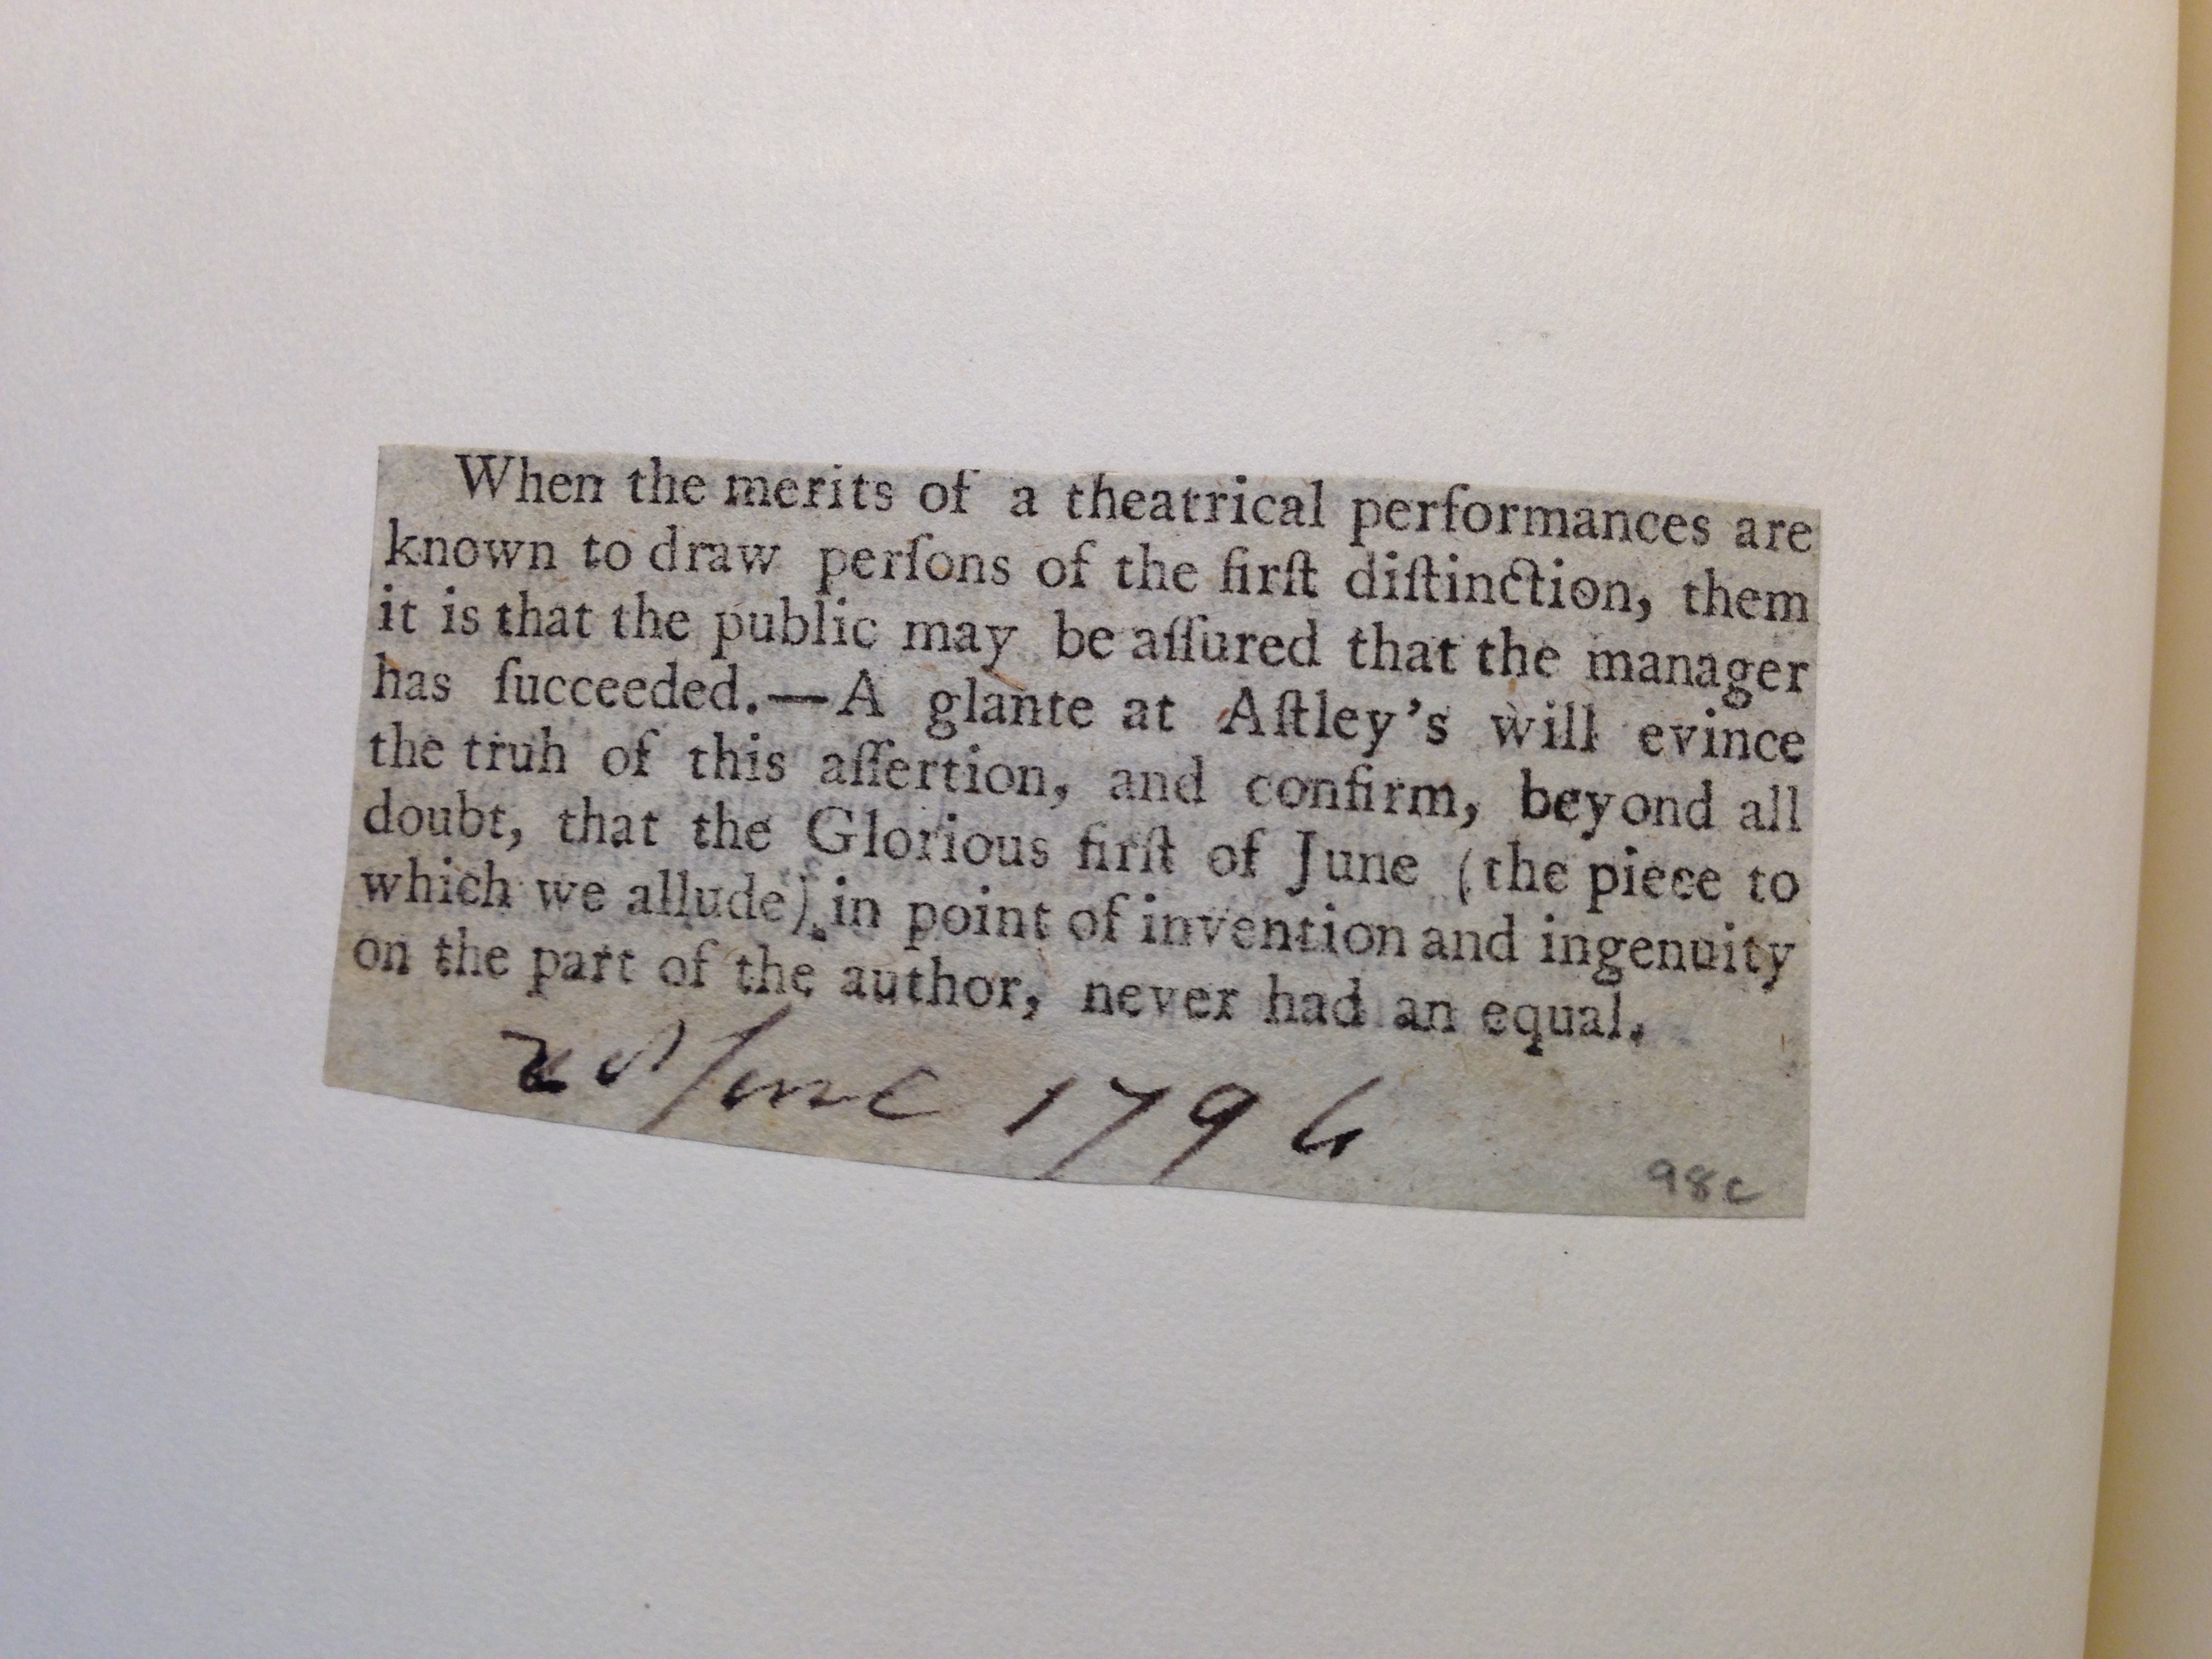 When the merits of a theatrical performances are
known to draw perſons of the firſt diſtinction, them
it is that the public may be aſſured that the manager
has ſucceeded.—A glante at Aſtley's will evince
the truh of this aſſertion, and confirm, beyond all
doubt, that the Glorious firſt of June (the piece to
which we allude), in point of invention and ingenuity
on the part of the author, never had an equal.
June 1796
98c